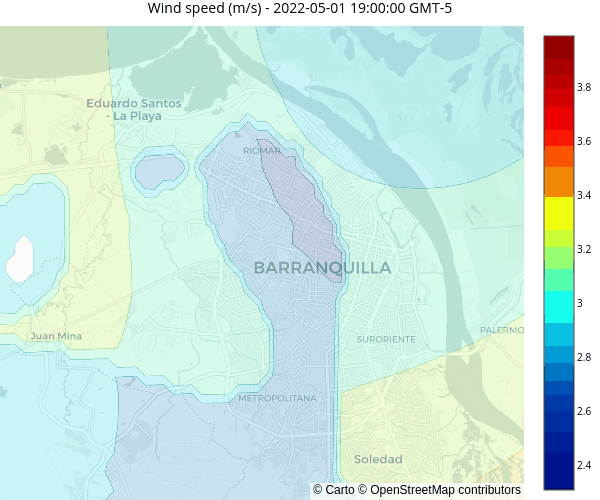 Wind speed (m/s) - 2022-05-01 19:00:00 GMT-5
Eduardo Santos
- La Playa
RIOMAR
BARRANQUILLA
Juan Mina
SURORIENTE
PALERMO
METROPOLITANA
Soledad
© Carto © OpenStreetMap contributors
3.8
3.6
3.4
3.2
3
2.8
2.6
2.4